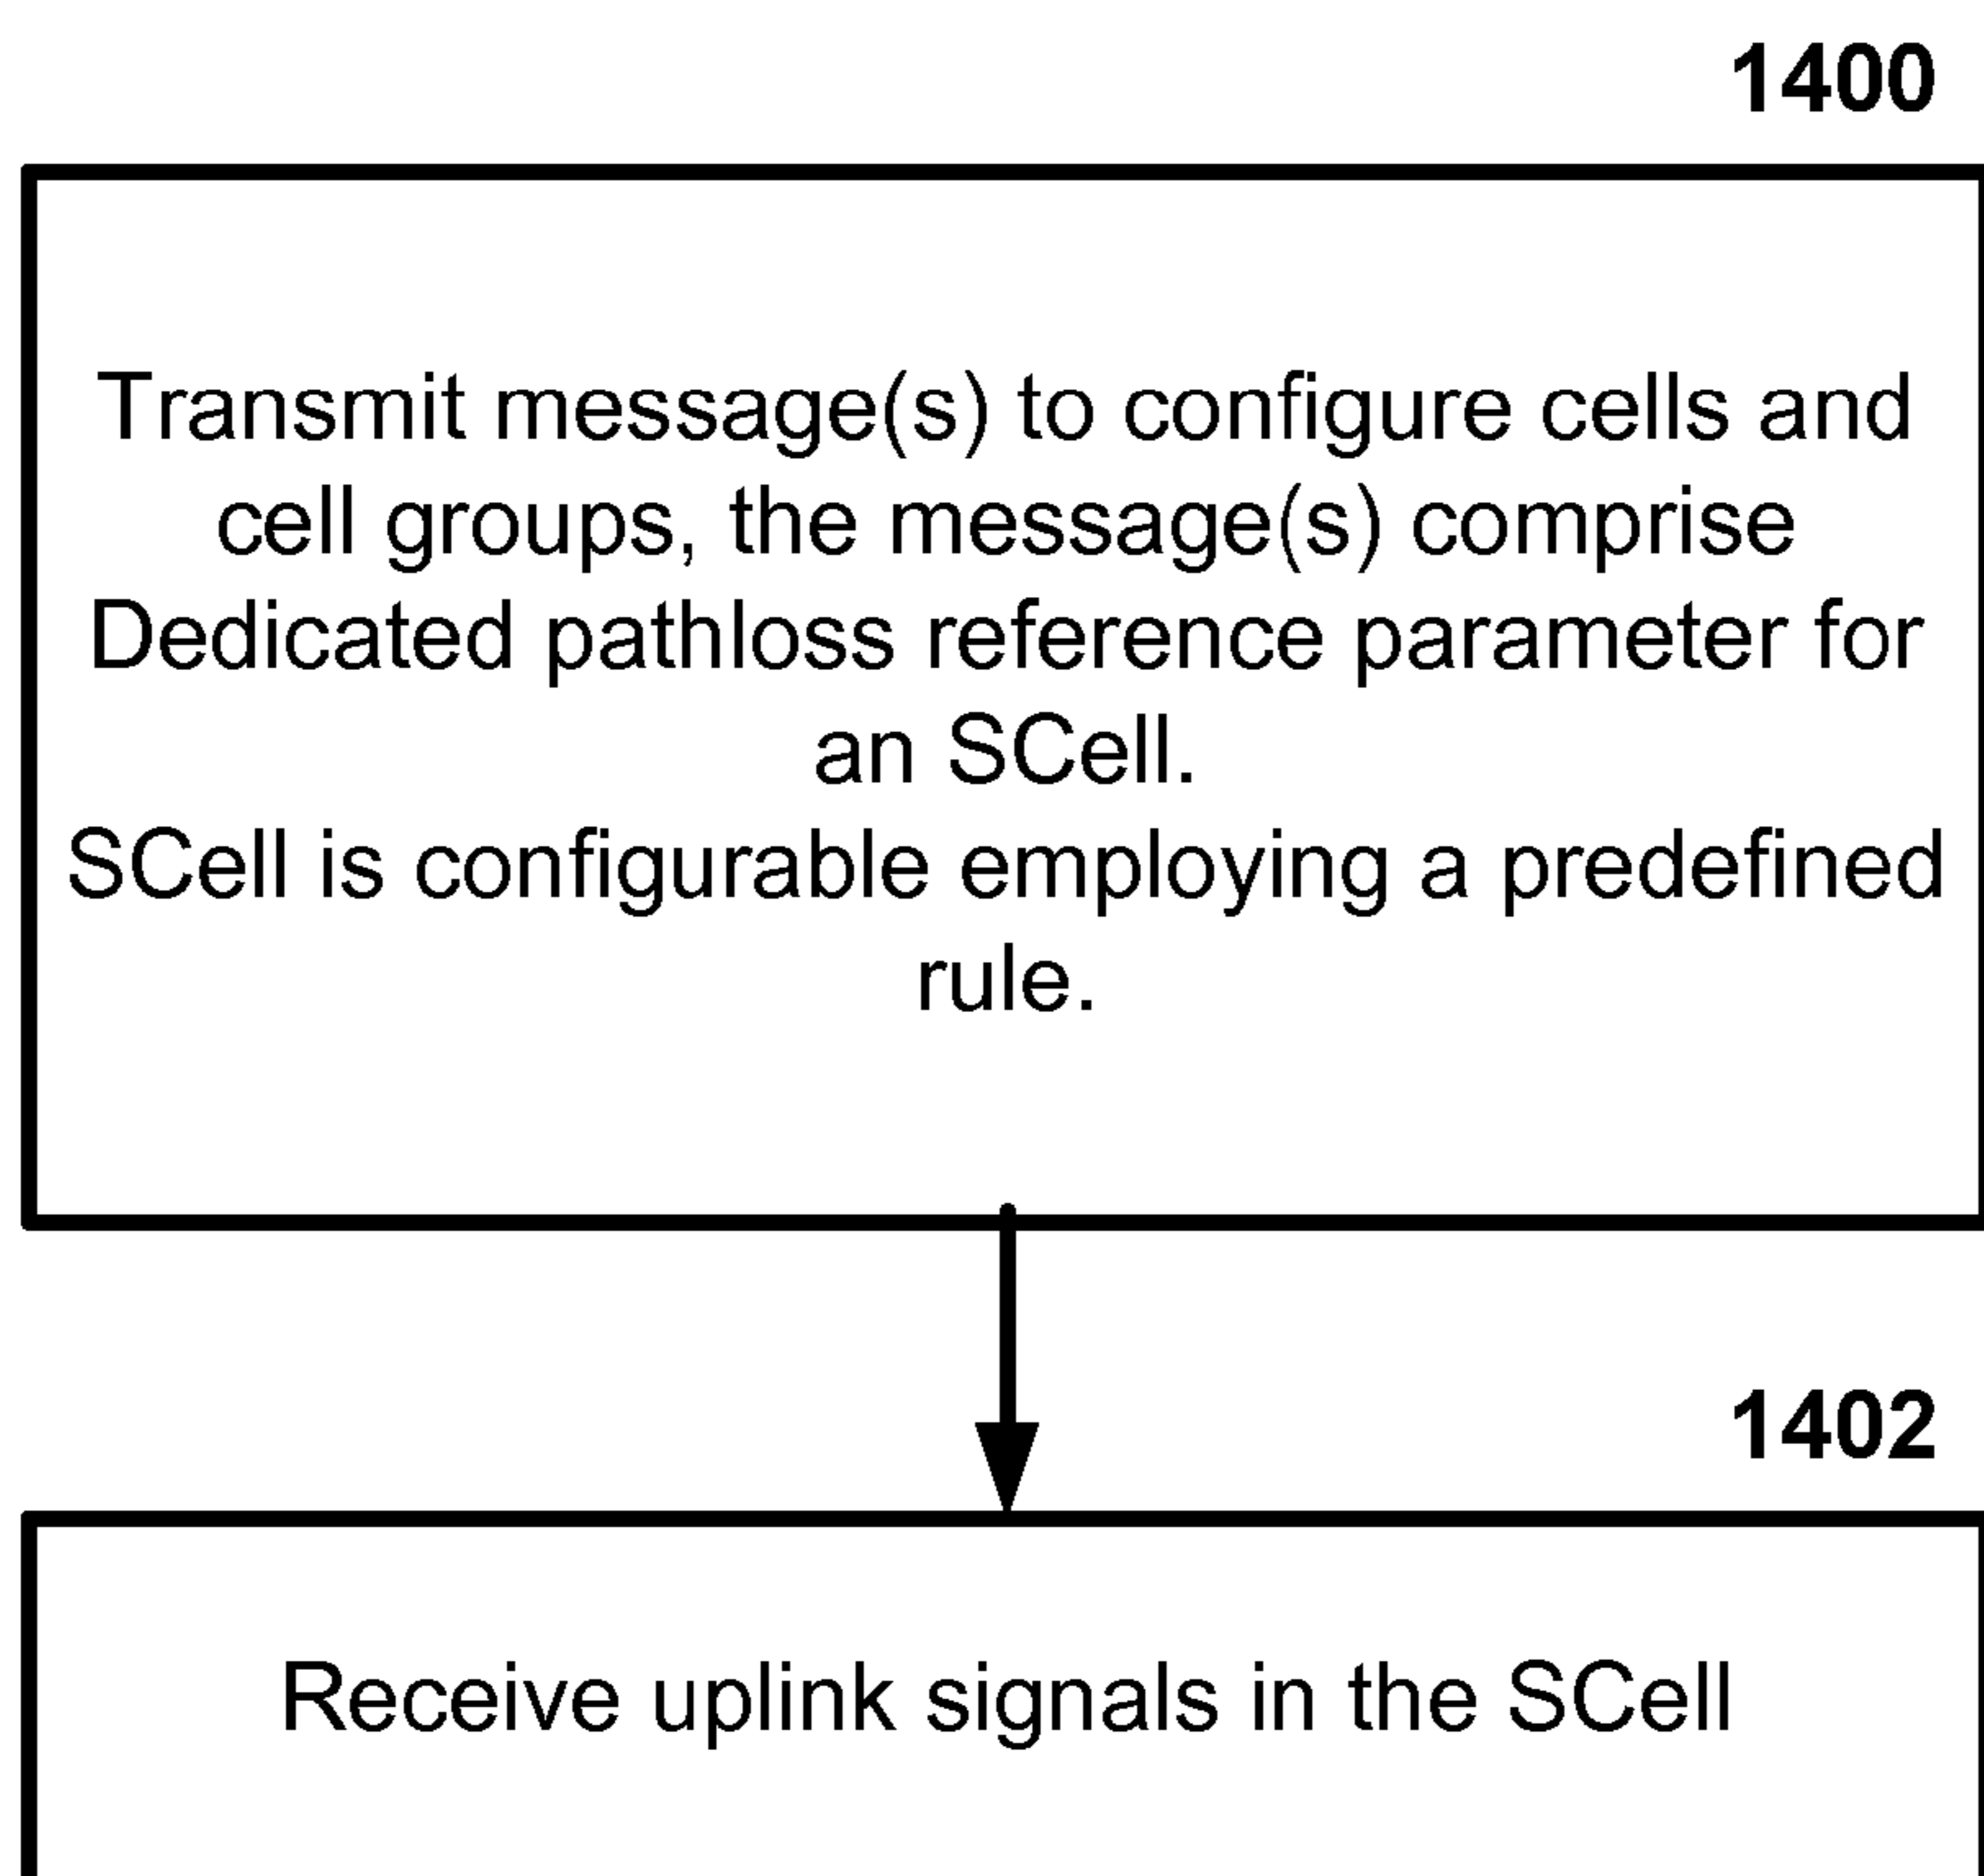 1400
Transmit message(s) to configure cells and
cell groups, the message(s) comprise
Dedicated pathloss reference parameter for
an SCell.
SCell is configurable employing a predefined
rule.
1402
Receive uplink signals in the SCell